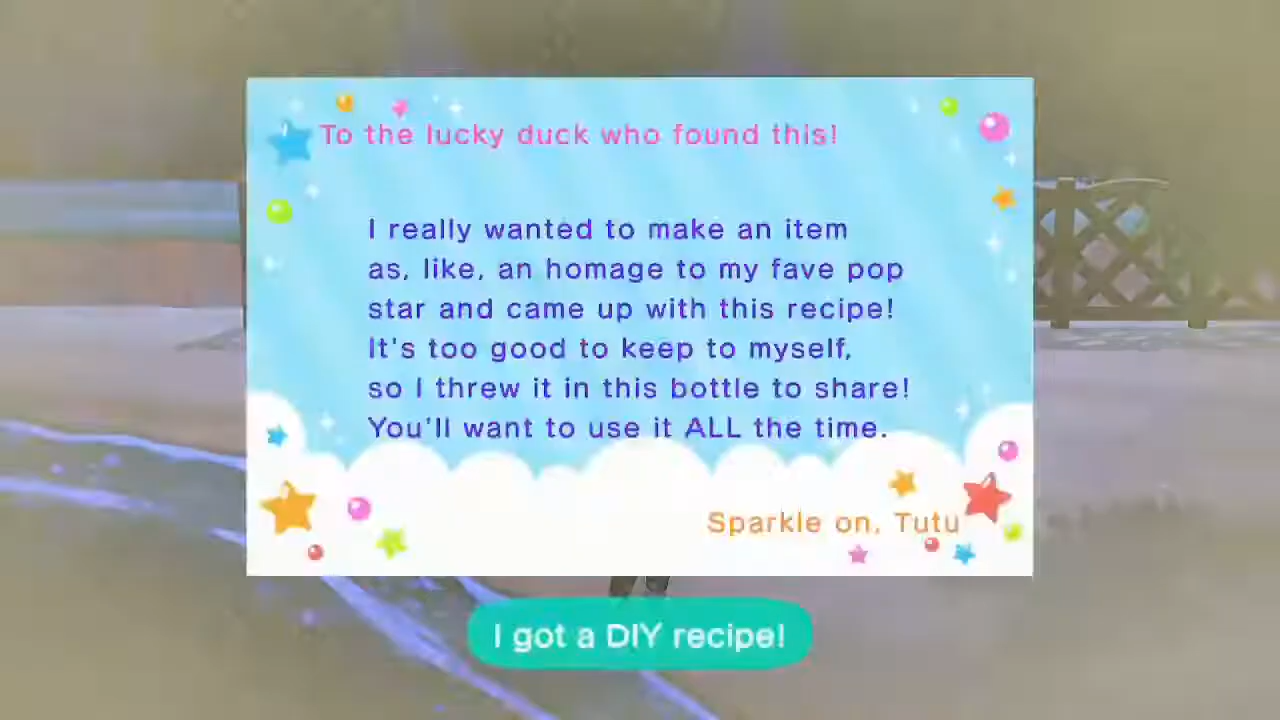 To the lucky duck who found this!
I really wanted to make an item
as, like, an homage to my fave pop
star and came up with this recipe!
It's too good to keep to myself,
so I threw it in this bottle to share!
You'll want to use it ALL the time.
Sparkle on, Tutu
I got a DIY recipe!